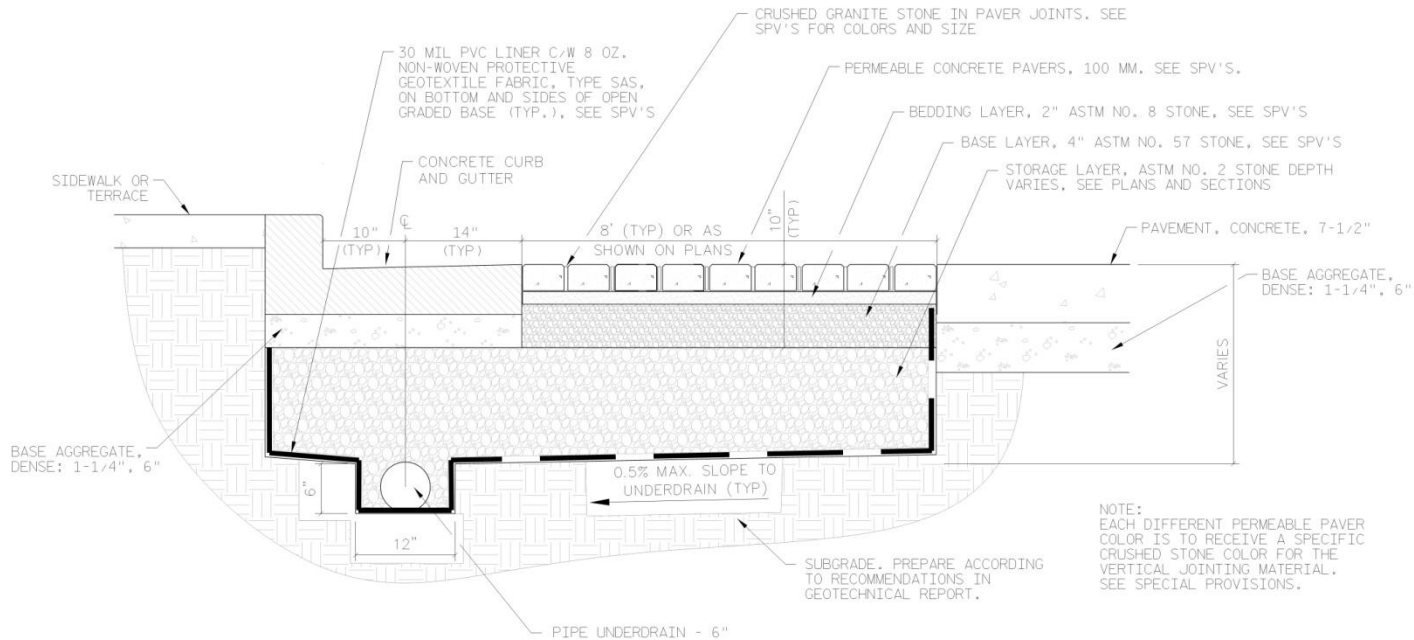 CRUSHED GRANITE STONE IN PAVER JOINTS. SEE
SPV'S FOR COLORS AND SIZE
30 MIL PVC LINER C/W 8 OZ.
NON-WOVEN PROTECTIVE
GEOTEXTILE FABRIC, TYPE SAS,
ON BOTTOM AND SIDES OF OPEN
GRADED BASE (TYP.), SEE SPV'S
PERMEABLE CONCRETE PAVERS, 100 MM. SEE SPV'S.
BEDDING LAYER, 2" ASTM NO. 8 STONE, SEE SPV'S
BASE LAYER, 4" ASTM NO. 57 STONE, SEE SPV'S
STORAGE LAYER, ASTM NO. 2 STONE DEPTH
VARIES, SEE PLANS AND SECTIONS
CONCRETE CURB
AND GUTTER
SIDEWALK OR
TERRACE
10"
(TYP)
℄
14"
(TYP)
8' (TYP) OR AS
SHOWN ON PLANS
10"
(TYP)
PAVEMENT, CONCRETE, 7-1/2"
BASE AGGREGATE,
DENSE: 1-1/4", 6"
VARIES
BASE AGGREGATE,
DENSE: 1-1/4", 6"
6"
12"
0.5% MAX. SLOPE TO
UNDERDRAIN (TYP)
SUBGRADE. PREPARE ACCORDING
TO RECOMMENDATIONS IN
GEOTECHNICAL REPORT.
PIPE UNDERDRAIN - 6"
NOTE:
EACH DIFFERENT PERMEABLE PAVER
COLOR IS TO RECEIVE A SPECIFIC
CRUSHED STONE COLOR FOR THE
VERTICAL JOINTING MATERIAL.
SEE SPECIAL PROVISIONS.